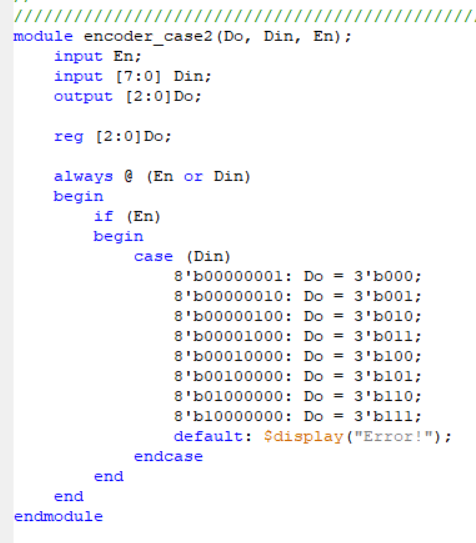 ////////////////////////////////////////////////////////
module encoder_case2(Do, Din, En);
    input En;
    input [7:0] Din;
    output [2:0]Do;

    reg [2:0]Do;

    always @ (En or Din)
    begin
        if (En)
        begin
            case (Din)
                8'b00000001: Do = 3'b000;
                8'b00000010: Do = 3'b001;
                8'b00000100: Do = 3'b010;
                8'b00001000: Do = 3'b011;
                8'b00010000: Do = 3'b100;
                8'b00100000: Do = 3'b101;
                8'b01000000: Do = 3'b110;
                8'b10000000: Do = 3'b111;
                default: $display("Error!");
            endcase
        end
    end
endmodule